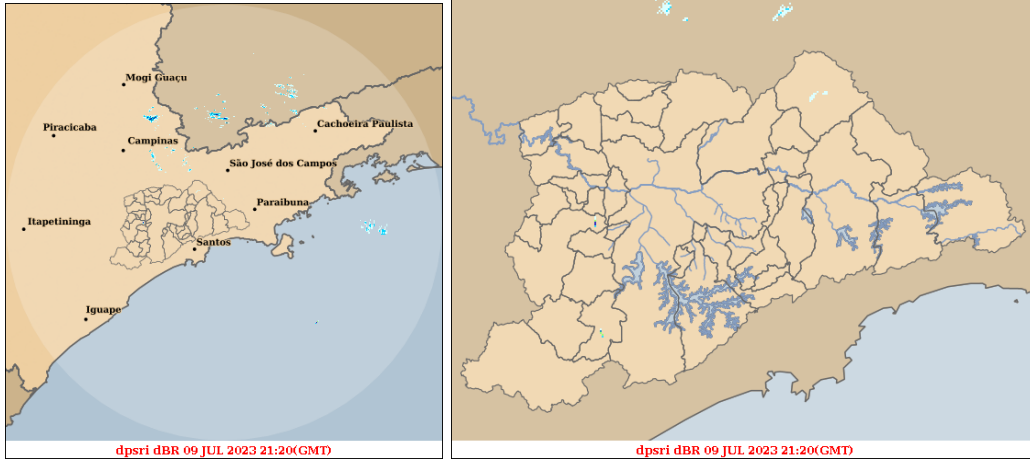 Mogi Guaçu
Piracicaba
Campinas
Cachoeira Paulista
São José dos Campos
Paraibuna
Itapetininga
Santos
Iguape
dpsri dBR 09 JUL 2023 21:20(GMT)
dpsri dBR 09 JUL 2023 21:20(GMT)